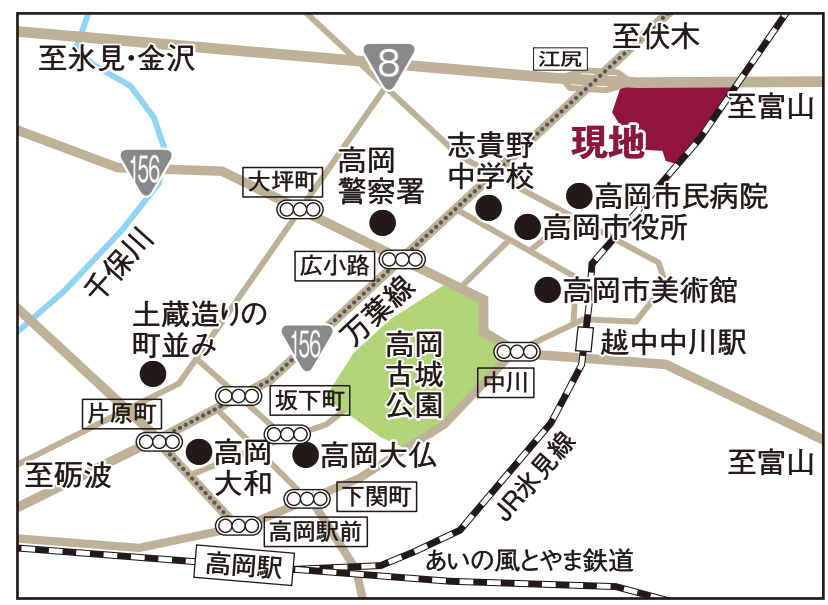 至伏木
至氷見・金沢
8
江尻
至富山
現地
志貴野
中学校
高岡
警察署
156
大坪町
高岡市民病院
高岡市役所
広小路
千保川
万葉線
高岡市美術館
土蔵造りの
町並み
156
高岡
古城
公園
越中中川駅
中川
坂下町
片原町
高岡
大和
高岡大仏
至砺波
至富山
下関町
JR氷見線
高岡駅前
高岡駅
あいの風とやま鉄道